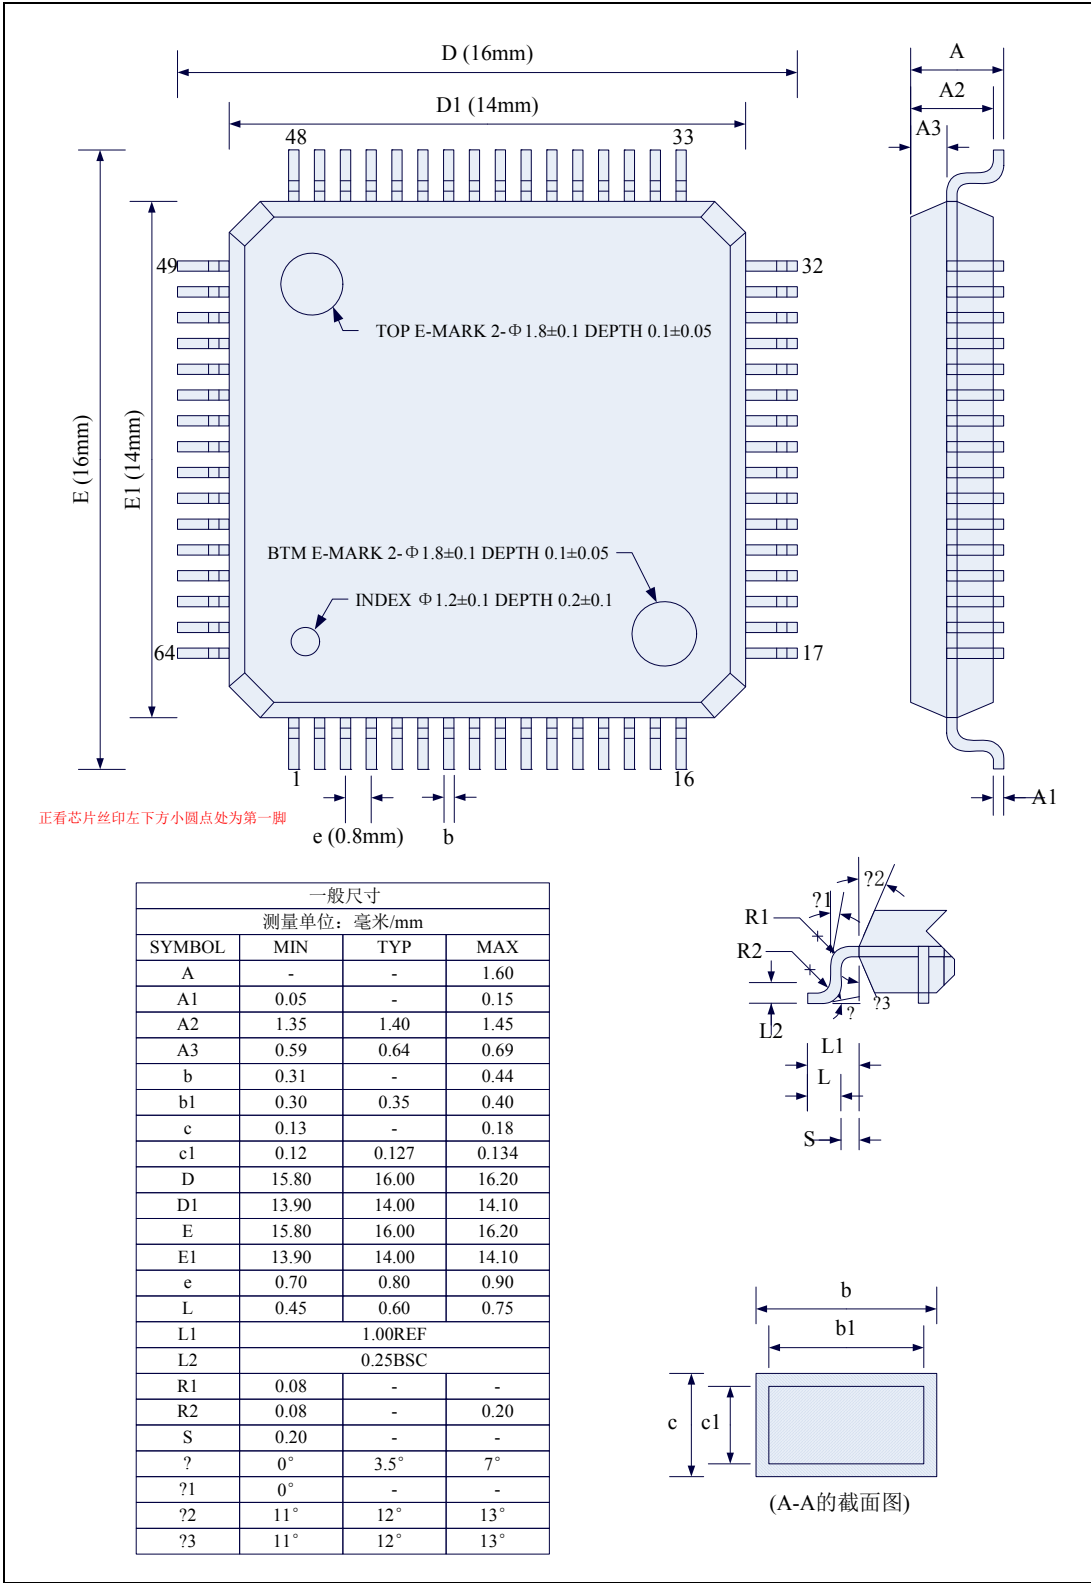 D (16mm)
A
D1 (14mm)
A2
A3
48
33
49
32
TOP E-MARK 2-Φ1.8±0.1 DEPTH 0.1±0.05
E (16mm)
E1 (14mm)
BTM E-MARK 2-Φ1.8±0.1 DEPTH 0.1±0.05
INDEX Φ1.2±0.1 DEPTH 0.2±0.1
64
17
1
16
A1
正看芯片丝印左下方小圆点处为第一脚
e (0.8mm)
b
一般尺寸
测量单位：毫米/mm
SYMBOL MIN TYP MAX
A - - 1.60
A1 0.05 - 0.15
A2 1.35 1.40 1.45
A3 0.59 0.64 0.69
b 0.31 - 0.44
b1 0.30 0.35 0.40
c 0.13 - 0.18
c1 0.12 0.127 0.134
D 15.80 16.00 16.20
D1 13.90 14.00 14.10
E 15.80 16.00 16.20
E1 13.90 14.00 14.10
e 0.70 0.80 0.90
L 0.45 0.60 0.75
L1 1.00REF
L2 0.25BSC
R1 0.08 - -
R2 0.08 - 0.20
S 0.20 - -
? 0° 3.5° 7°
?1 0° - -
?2 11° 12° 13°
?3 11° 12° 13°
?2
?1
R1
R2
?3
?
L2
L1
L
S
b
b1
c
c1
(A-A的截面图)